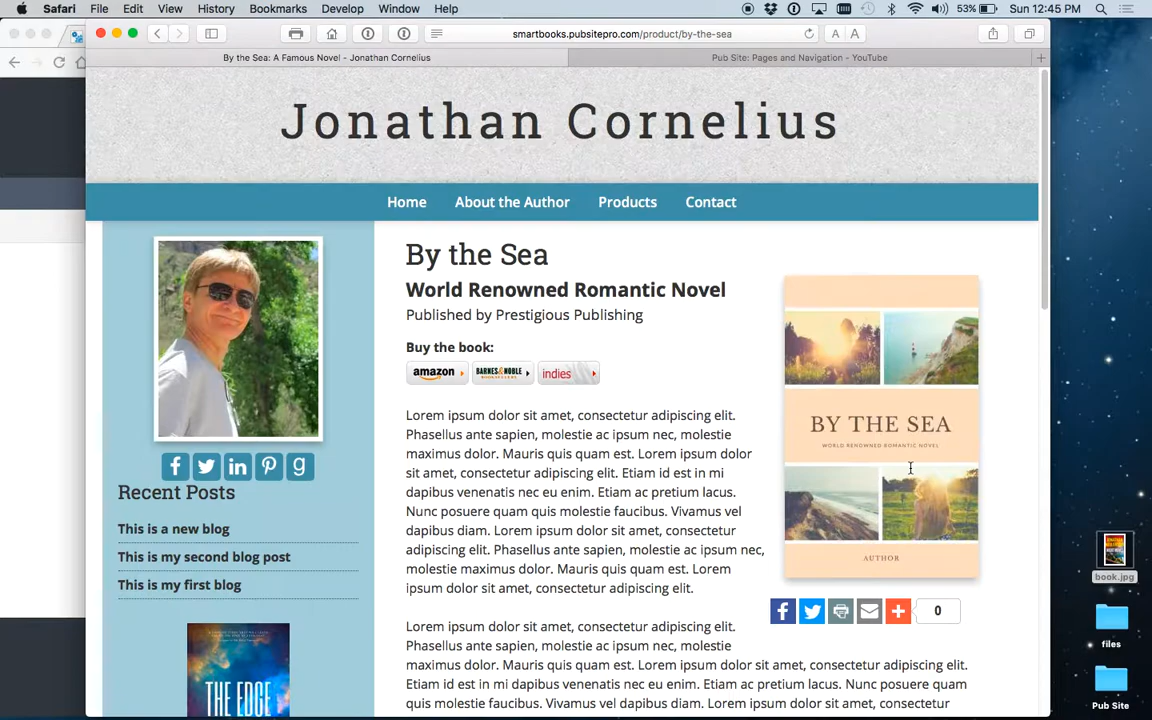 Safari File Edit View History Bookmarks Develop Window Help 53% Sun 12:45 PM
smartbooks.pubsitepro.com/product/by-the-sea A A
By the Sea: A Famous Novel - Jonathan Cornelius Pub Site: Pages and Navigation - YouTube
Jonathan Cornelius
Home About the Author Products Contact
By the Sea
World Renowned Romantic Novel
Published by Prestigious Publishing
Buy the book:
amazon BARNES&NOBLE indies
Lorem ipsum dolor sit amet, consectetur adipiscing elit.
Phasellus ante sapien, molestie ac ipsum nec, molestie
maximus dolor. Mauris quis quam est. Lorem ipsum dolor
sit amet, consectetur adipiscing elit. Etiam id est in mi
dapibus venenatis nec eu enim. Etiam ac pretium lacus.
Nunc posuere quam quis molestie faucibus. Vivamus vel
dapibus diam. Lorem ipsum dolor sit amet, consectetur
adipiscing elit. Phasellus ante sapien, molestie ac ipsum nec,
molestie maximus dolor. Mauris quis quam est. Lorem
ipsum dolor sit amet, consectetur adipiscing elit.
Lorem ipsum dolor sit amet, consectetur adipiscing elit.
Phasellus ante sapien, molestie ac ipsum nec, molestie
maximus dolor. Mauris quis quam est. Lorem ipsum dolor sit amet, consectetur adipiscing elit.
Etiam id est in mi dapibus venenatis nec eu enim. Etiam ac pretium lacus. Nunc posuere quam
quis molestie faucibus. Vivamus vel dapibus diam. Lorem ipsum dolor sit amet, consectetur
BY THE SEA
WORLD RENOWNED ROMANTIC NOVEL
AUTHOR
0
f in g
Recent Posts
This is a new blog
This is my second blog post
This is my first blog
THE EDGE
book.jpg
files
Pub Site